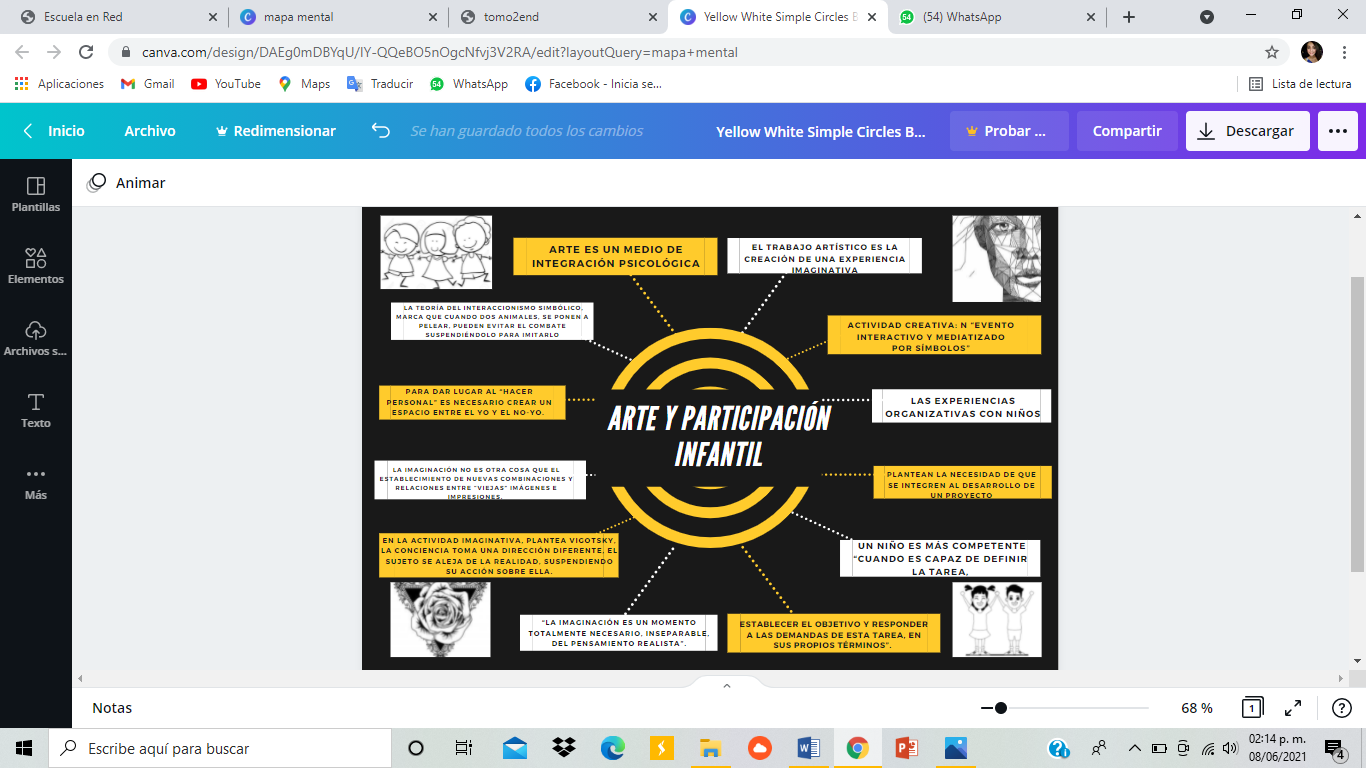 Escuela en Red
mapa mental
tomo2end
Yellow White Simple Circles B
(54) WhatsApp
canva.com/design/DAEg0mDBYqU/IY-QQeBO5nOgcNfvj3V2RA/edit?layoutQuery=mapa+mental
Aplicaciones Gmail YouTube Maps Traducir WhatsApp Facebook - Inicia se... Lista de lectura
Inicio Archivo Redimensionar Se han guardado todos los cambios Yellow White Simple Circles B... Probar ... Compartir Descargar
Animar
Plantillas
Elementos
Archivos s...
Texto
Más
ARTE ES UN MEDIO DE
INTEGRACIÓN PSICOLÓGICA
EL TRABAJO ARTÍSTICO ES LA
CREACIÓN DE UNA EXPERIENCIA
IMAGINATIVA
LA TEORÍA DEL INTERACCIONISMO SIMBÓLICO,
MARCA QUE CUANDO DOS ANIMALES, SE PONEN A
PELEAR, PUEDEN EVITAR EL COMBATE
SUSPENDIÉNDOLO PARA IMITARLO
ACTIVIDAD CREATIVA: N "EVENTO
INTERACTIVO Y MEDIATIZADO
POR SÍMBOLOS"
PARA DAR LUGAR AL "HACER
PERSONAL" ES NECESARIO CREAR UN
ESPACIO ENTRE EL YO Y EL NO-YO.
LAS EXPERIENCIAS
ORGANIZATIVAS CON NIÑOS
ARTE Y PARTICIPACIÓN
INFANTIL
LA IMAGINACIÓN NO ES OTRA COSA QUE EL
ESTABLECIMIENTO DE NUEVAS COMBINACIONES Y
RELACIONES ENTRE "VIEJAS" IMÁGENES E
IMPRESIONES.
PLANTEAN LA NECESIDAD DE QUE
SE INTEGREN AL DESARROLLO DE
UN PROYECTO
EN LA ACTIVIDAD IMAGINATIVA, PLANTEA VIGOTSKY,
LA CONCIENCIA TOMA UNA DIRECCIÓN DIFERENTE, EL
SUJETO SE ALEJA DE LA REALIDAD, SUSPENDIENDO
SU ACCIÓN SOBRE ELLA.
UN NIÑO ES MÁS COMPETENTE
"CUANDO ES CAPAZ DE DEFINIR
LA TAREA,
"LA IMAGINACIÓN ES UN MOMENTO
TOTALMENTE NECESARIO, INSEPARABLE,
DEL PENSAMIENTO REALISTA".
ESTABLECER EL OBJETIVO Y RESPONDER
A LAS DEMANDAS DE ESTA TAREA, EN
SUS PROPIOS TÉRMINOS".
Notas 68 % 1
Escribe aquí para buscar
02:14 p. m.
08/06/2021
4